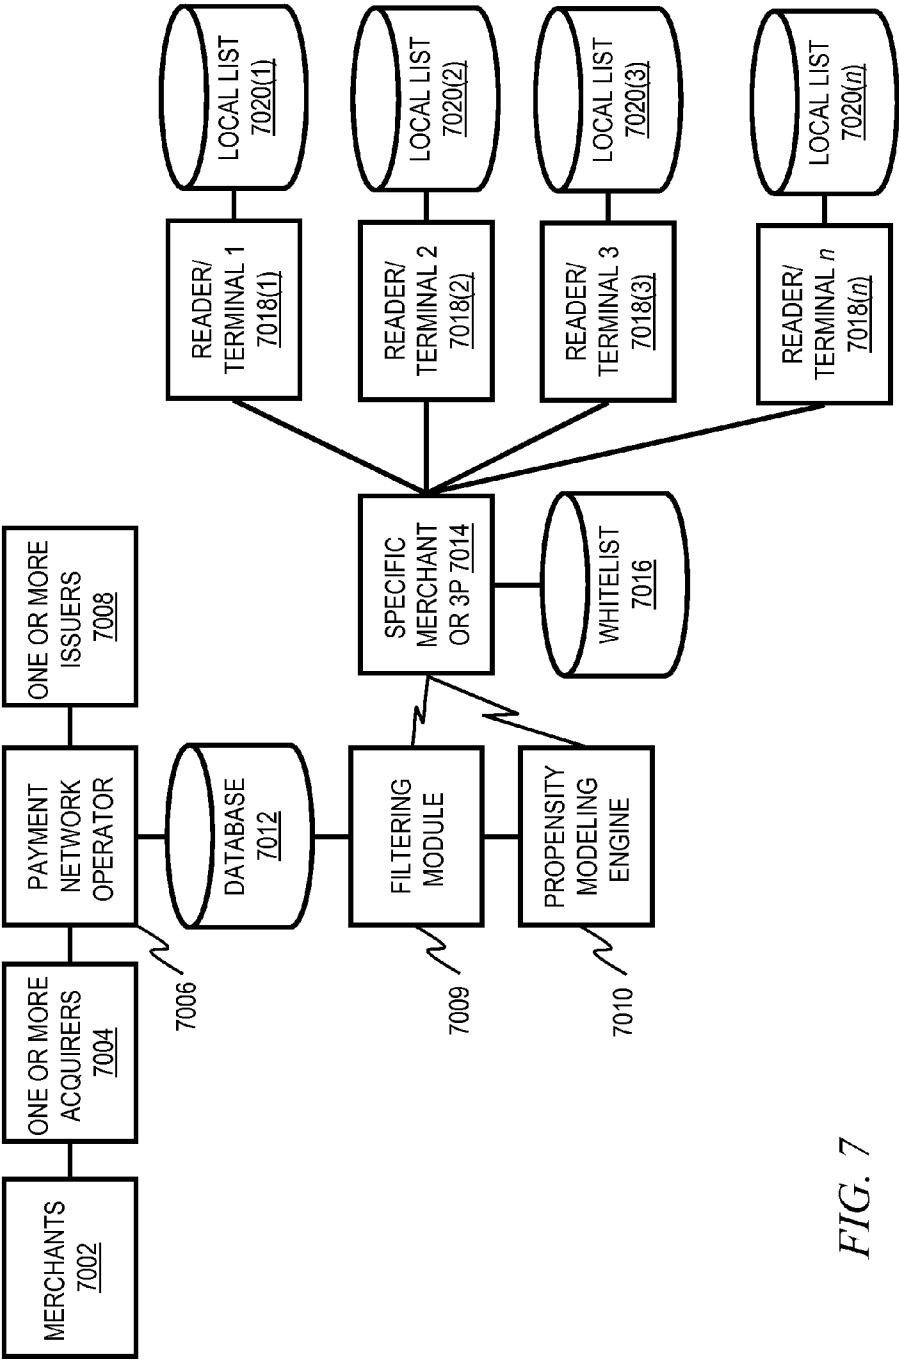 MERCHANTS
7002
ONE OR MORE
ACQUIRERS
7004
PAYMENT
NETWORK
OPERATOR
7006
ONE OR MORE
ISSUERS
7008
DATABASE
7012
FILTERING
MODULE
7009
PROPENSITY
MODELING
ENGINE
7010
SPECIFIC
MERCHANT
OR 3P 7014
WHITELIST
7016
READER/
TERMINAL 1
7018(1)
LOCAL LIST
7020(1)
READER/
TERMINAL 2
7018(2)
LOCAL LIST
7020(2)
READER/
TERMINAL 3
7018(3)
LOCAL LIST
7020(3)
READER/
TERMINAL n
7018(n)
LOCAL LIST
7020(n)
FIG. 7